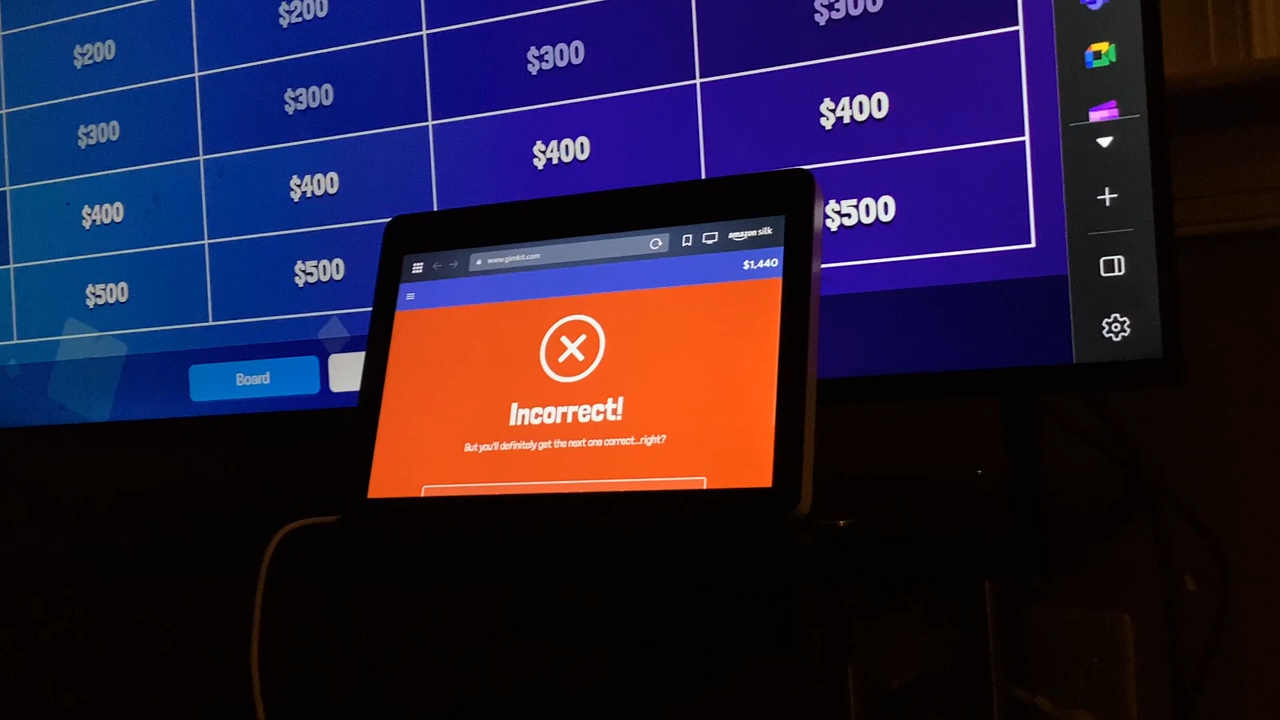 $200 $200 $300 $300
$300 $300 $400 $400
$400 $400 $500
$500 $500
Board
www.gimkit.com
amazon silk
$1,440
Incorrect!
But you'll definitely get the next one correct...right?